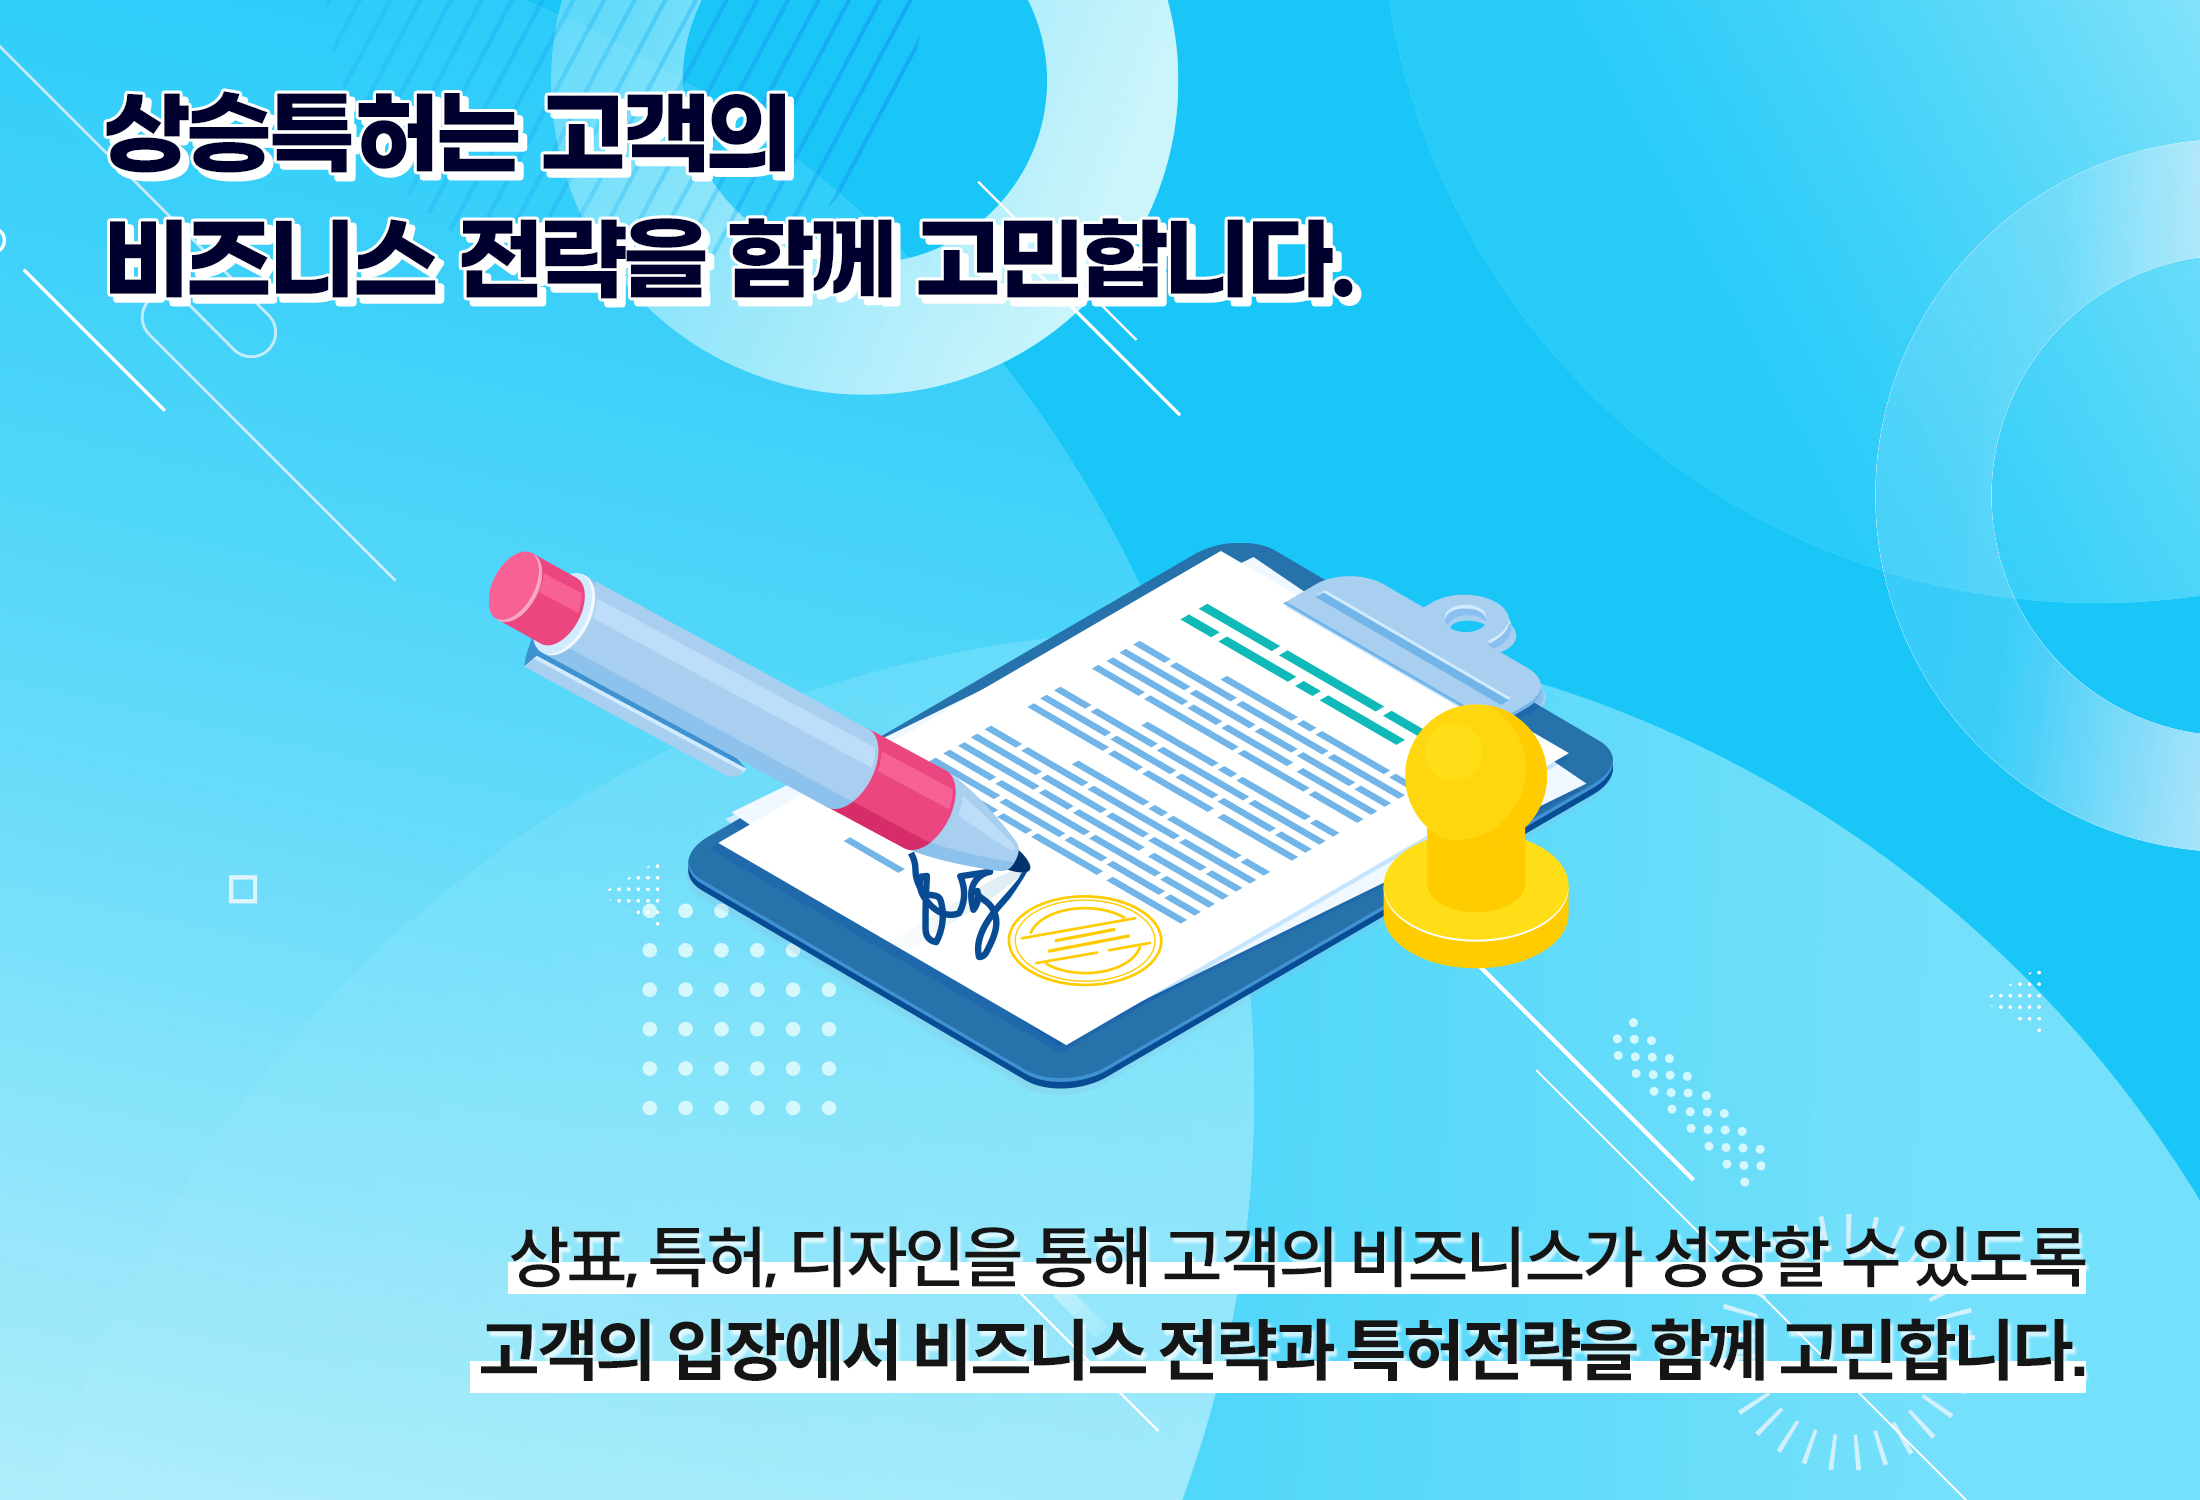 상승특허는 고객의
비즈니스 전략을 함께 고민합니다.
상표, 특허, 디자인을 통해 고객의 비즈니스가 성장할 수 있도록
고객의 입장에서 비즈니스 전략과 특허전략을 함께 고민합니다.